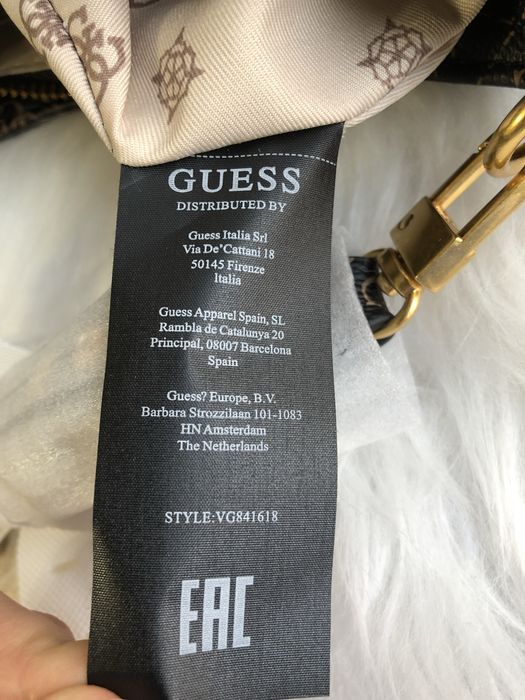 GUESS
DISTRIBUTED BY
Guess Italia Srl
Via De'Cattani 18
50145 Firenze
Italia
Guess Apparel Spain, SL
Rambla de Catalunya 20
Principal, 08007 Barcelona
Spain
Guess? Europe, B.V.
Barbara Strozzilaan 101-1083
HN Amsterdam
The Netherlands
STYLE:VG841618
EAC